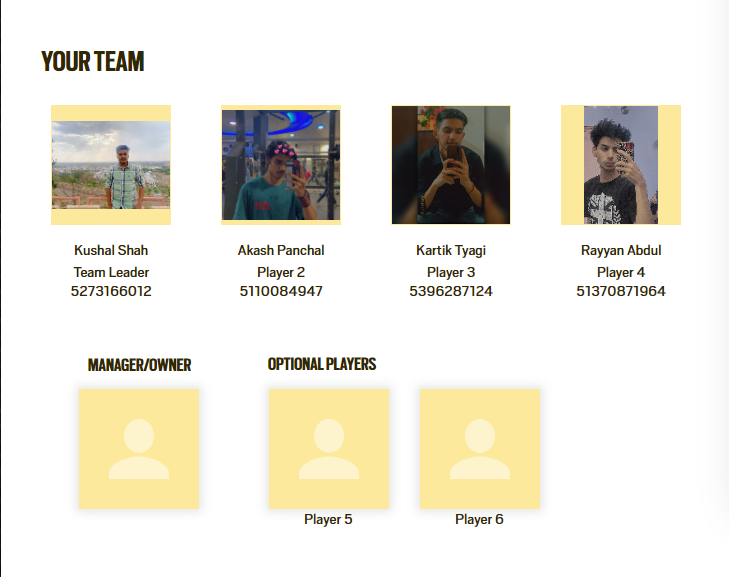 YOUR TEAM
Kushal Shah
Team Leader
5273166012
Akash Panchal
Player 2
5110084947
Kartik Tyagi
Player 3
5396287124
Rayyan Abdul
Player 4
51370871964
MANAGER/OWNER
OPTIONAL PLAYERS
Player 5
Player 6